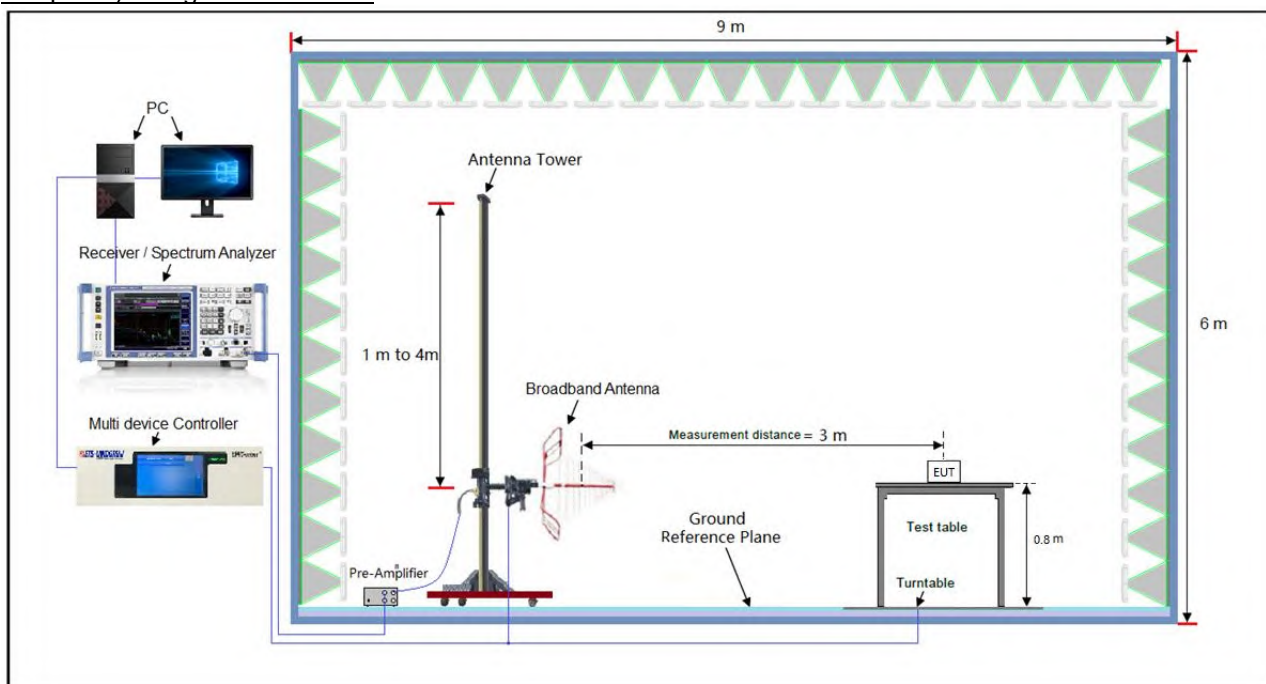 9 m
PC
Antenna Tower
Receiver / Spectrum Analyzer
6 m
1 m to 4m
Broadband Antenna
Multi device Controller
Measurement distance = 3 m
EUT
Ground
Reference Plane
Test table
0.8 m
Pre-Amplifier
Turntable